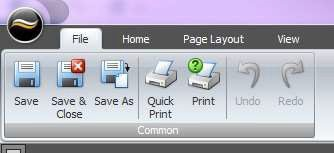 File Home Page Layout View
Save Save & Close Save As Quick Print Print Undo Redo
Common